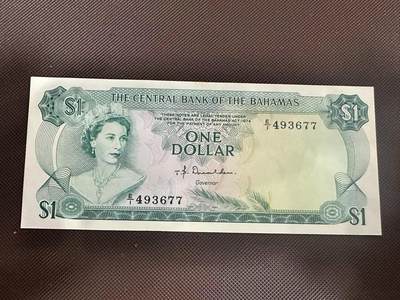 THE CENTRAL BANK OF THE BAHAMAS
$1 $1
THESE NOTES ARE LEGAL TENDER UNDER
THE CENTRAL BANK OF THE BAHAMAS ACT 1974
FOR THE PAYMENT OF ANY AMOUNT
E/1 493677
ONE
DOLLAR
Governor
E/1 493677
$1 $1